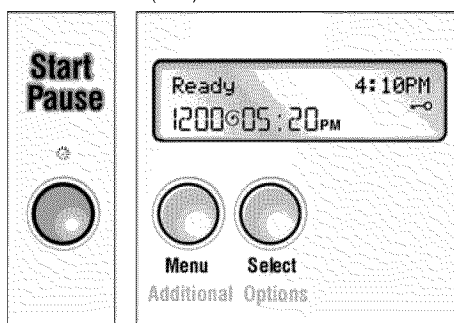 Start
Pause
Ready 4:10PM
1200 05:20PM
Menu Select
Additional Options